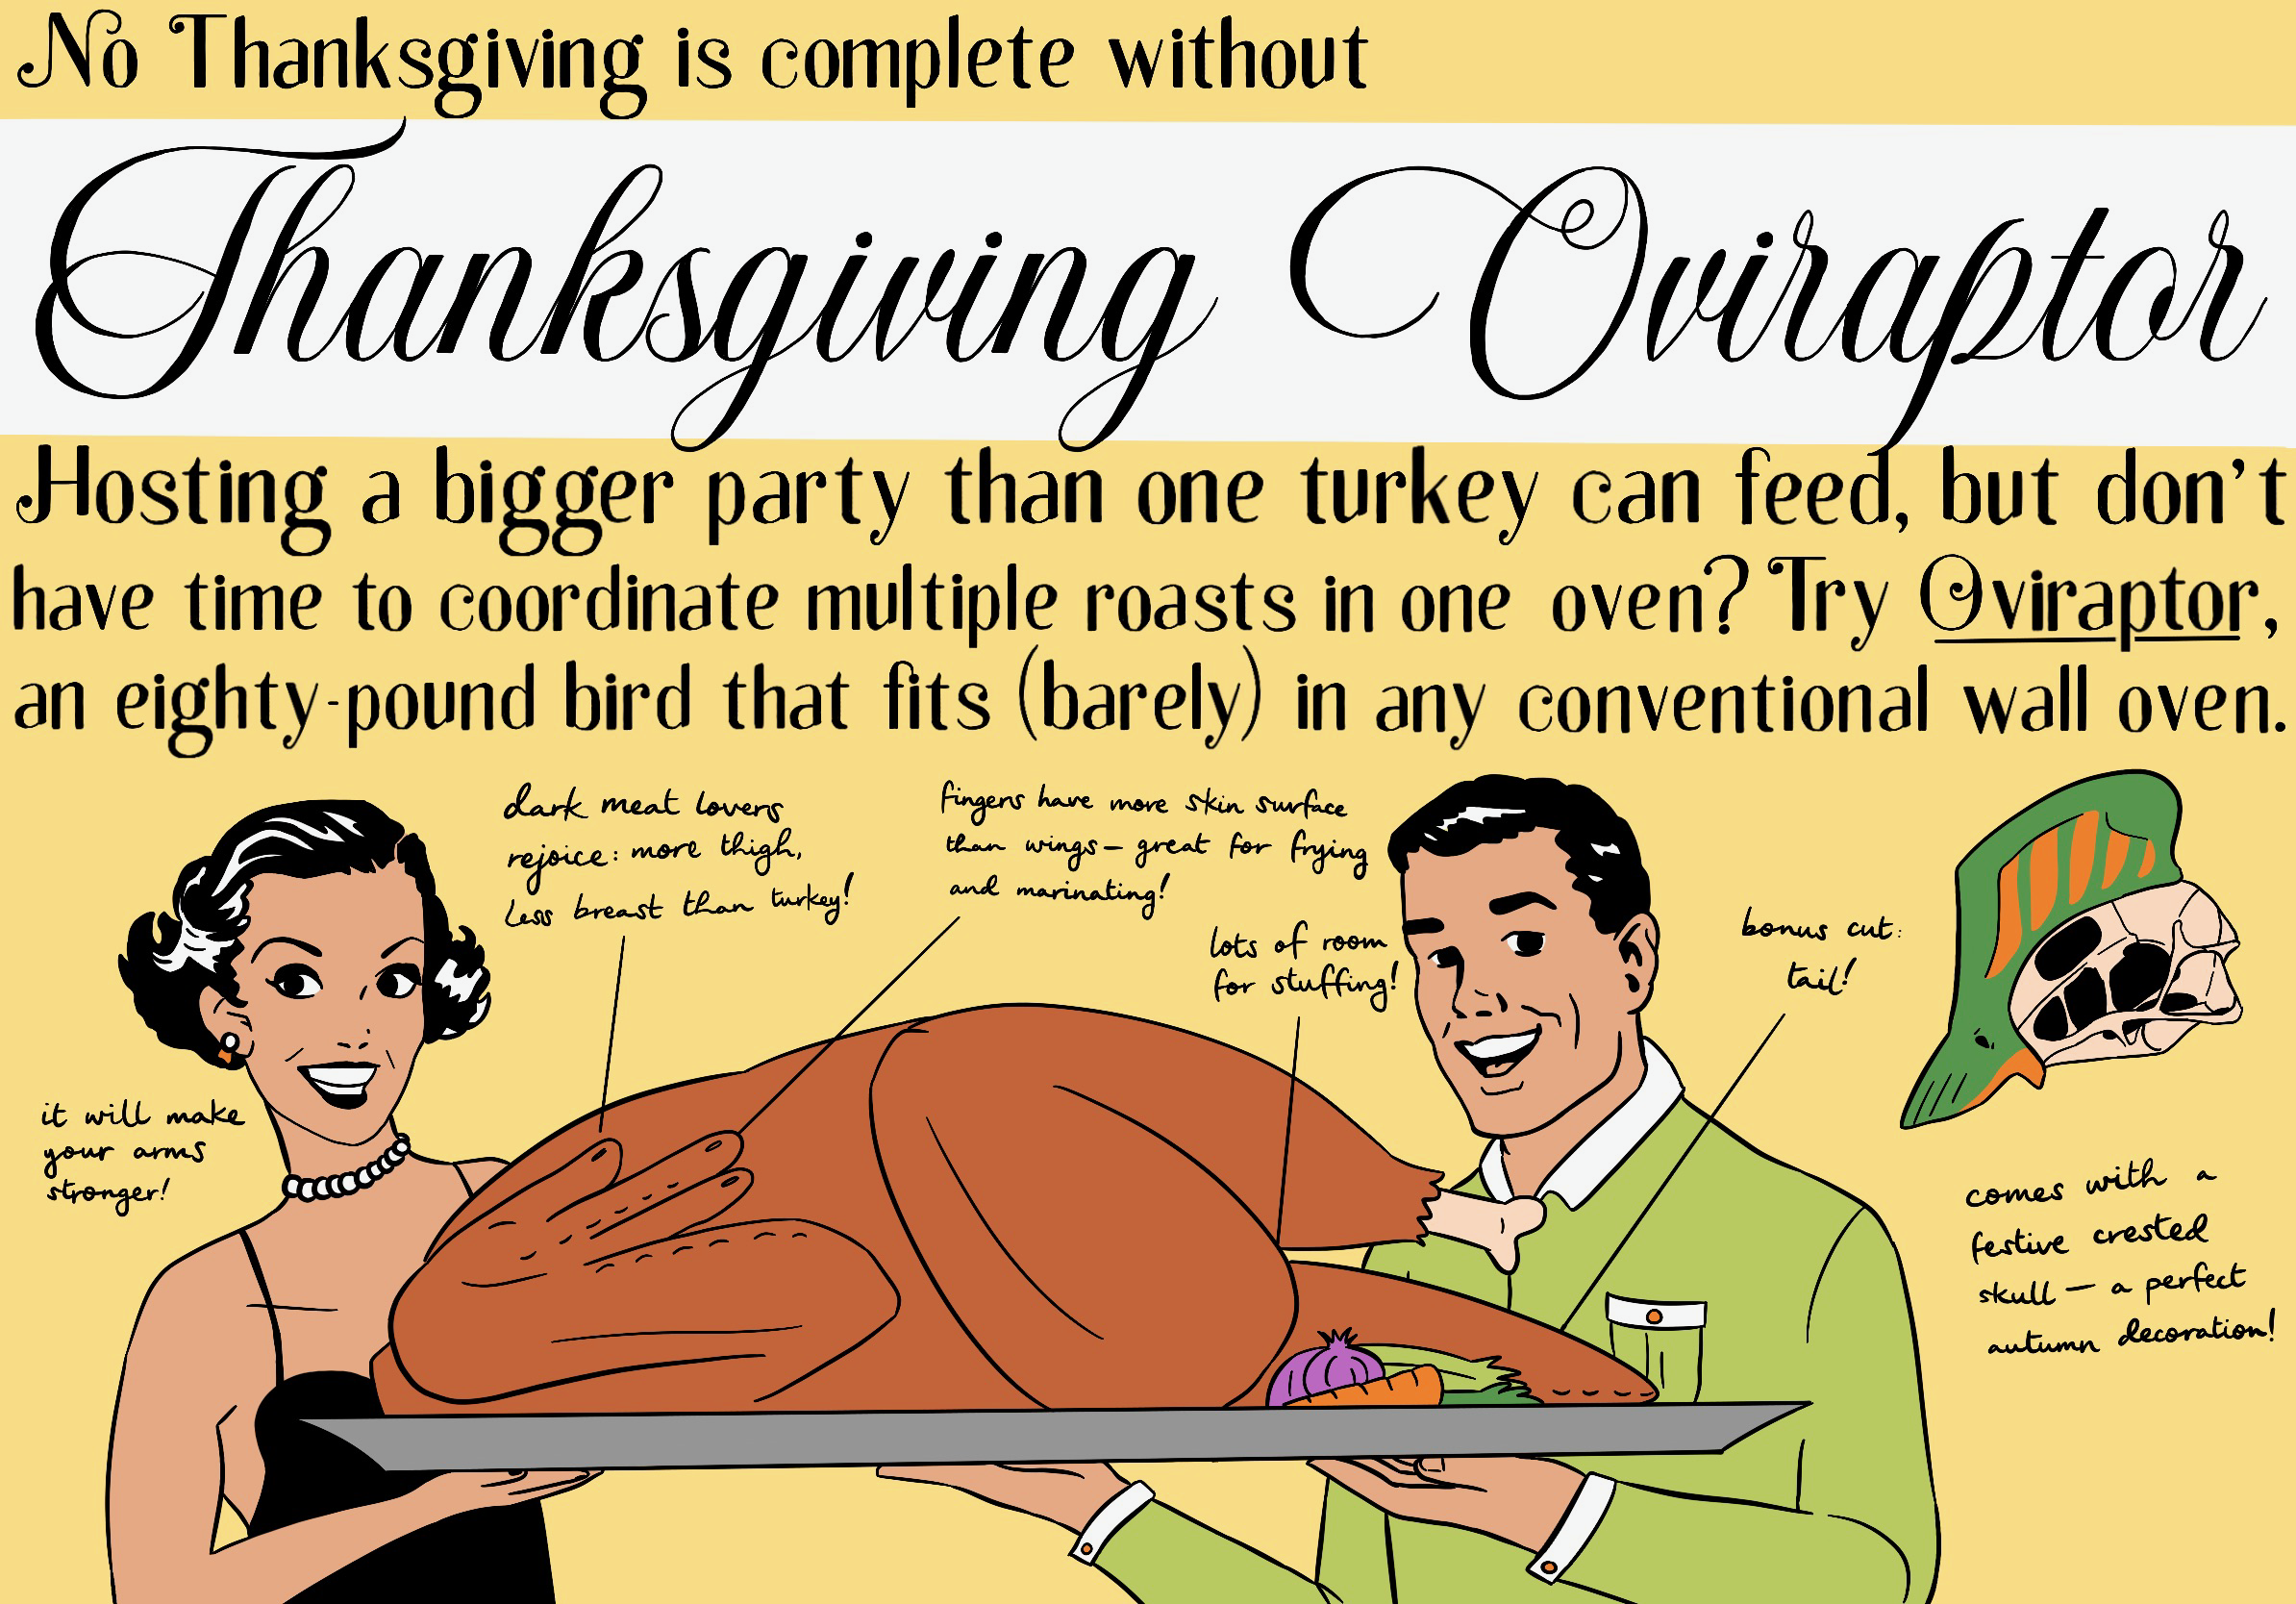 No Thanksgiving is complete without
Thanksgiving Oviraptor
Hosting a bigger party than one turkey can feed, but don't
have time to coordinate multiple roasts in one oven? Try Oviraptor,
an eighty-pound bird that fits (barely) in any conventional wall oven.
dark meat lovers
rejoice: more thigh,
less breast than turkey!
fingers have more skin surface
than wings – great for frying
and marinating!
lots of room
for stuffing!
bonus cut:
tail!
it will make
your arms
stronger!
comes with a
festive crested
skull – a perfect
autumn decoration!